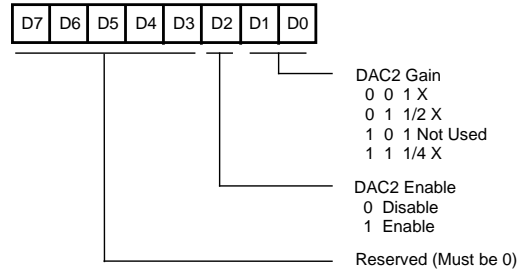 D7 D6 D5 D4 D3 D2 D1 D0
DAC2 Gain
0 0 1 X
0 1 1/2 X
1 0 1 Not Used
1 1 1/4 X
DAC2 Enable
0 Disable
1 Enable
Reserved (Must be 0)